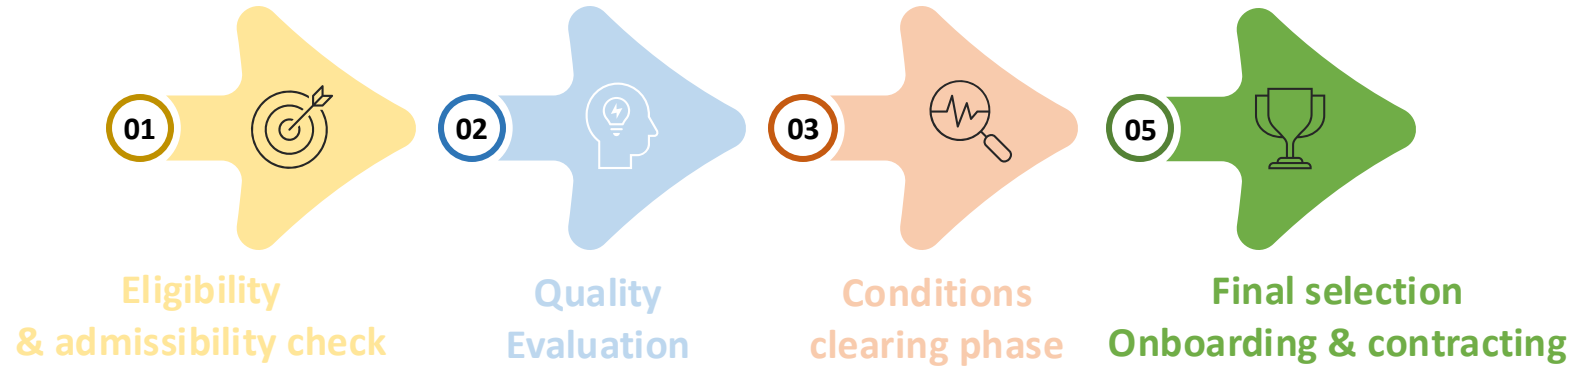 01
Eligibility
& admissibility check
02
Quality
Evaluation
03
Conditions
clearing phase
05
Final selection
Onboarding & contracting